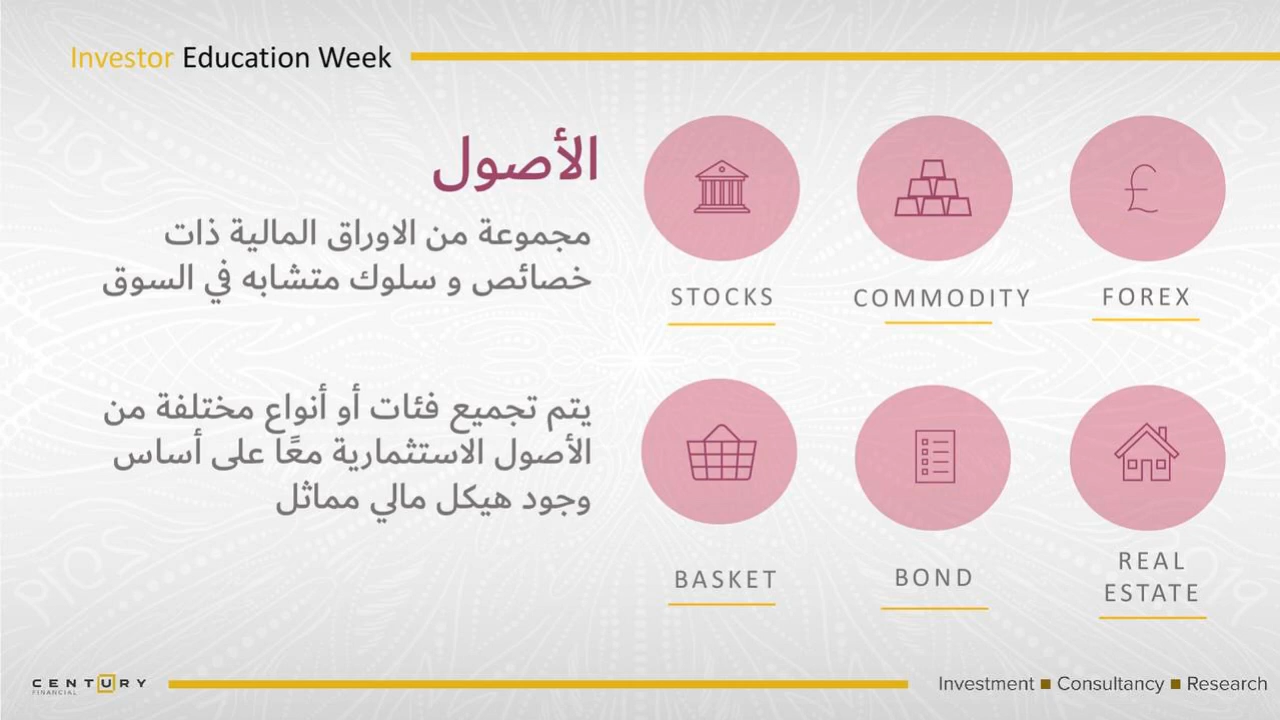 Investor Education Week
الأصول
مجموعة من الاوراق المالية ذات
خصائص و سلوك متشابه في السوق
يتم تجميع فئات أو أنواع مختلفة من
الأصول الاستثمارية معًا على أساس
وجود هيكل مالي مماثل
STOCKS
COMMODITY
FOREX
BASKET
BOND
REAL
ESTATE
CENTURY
FINANCIAL
Investment ■ Consultancy ■ Research